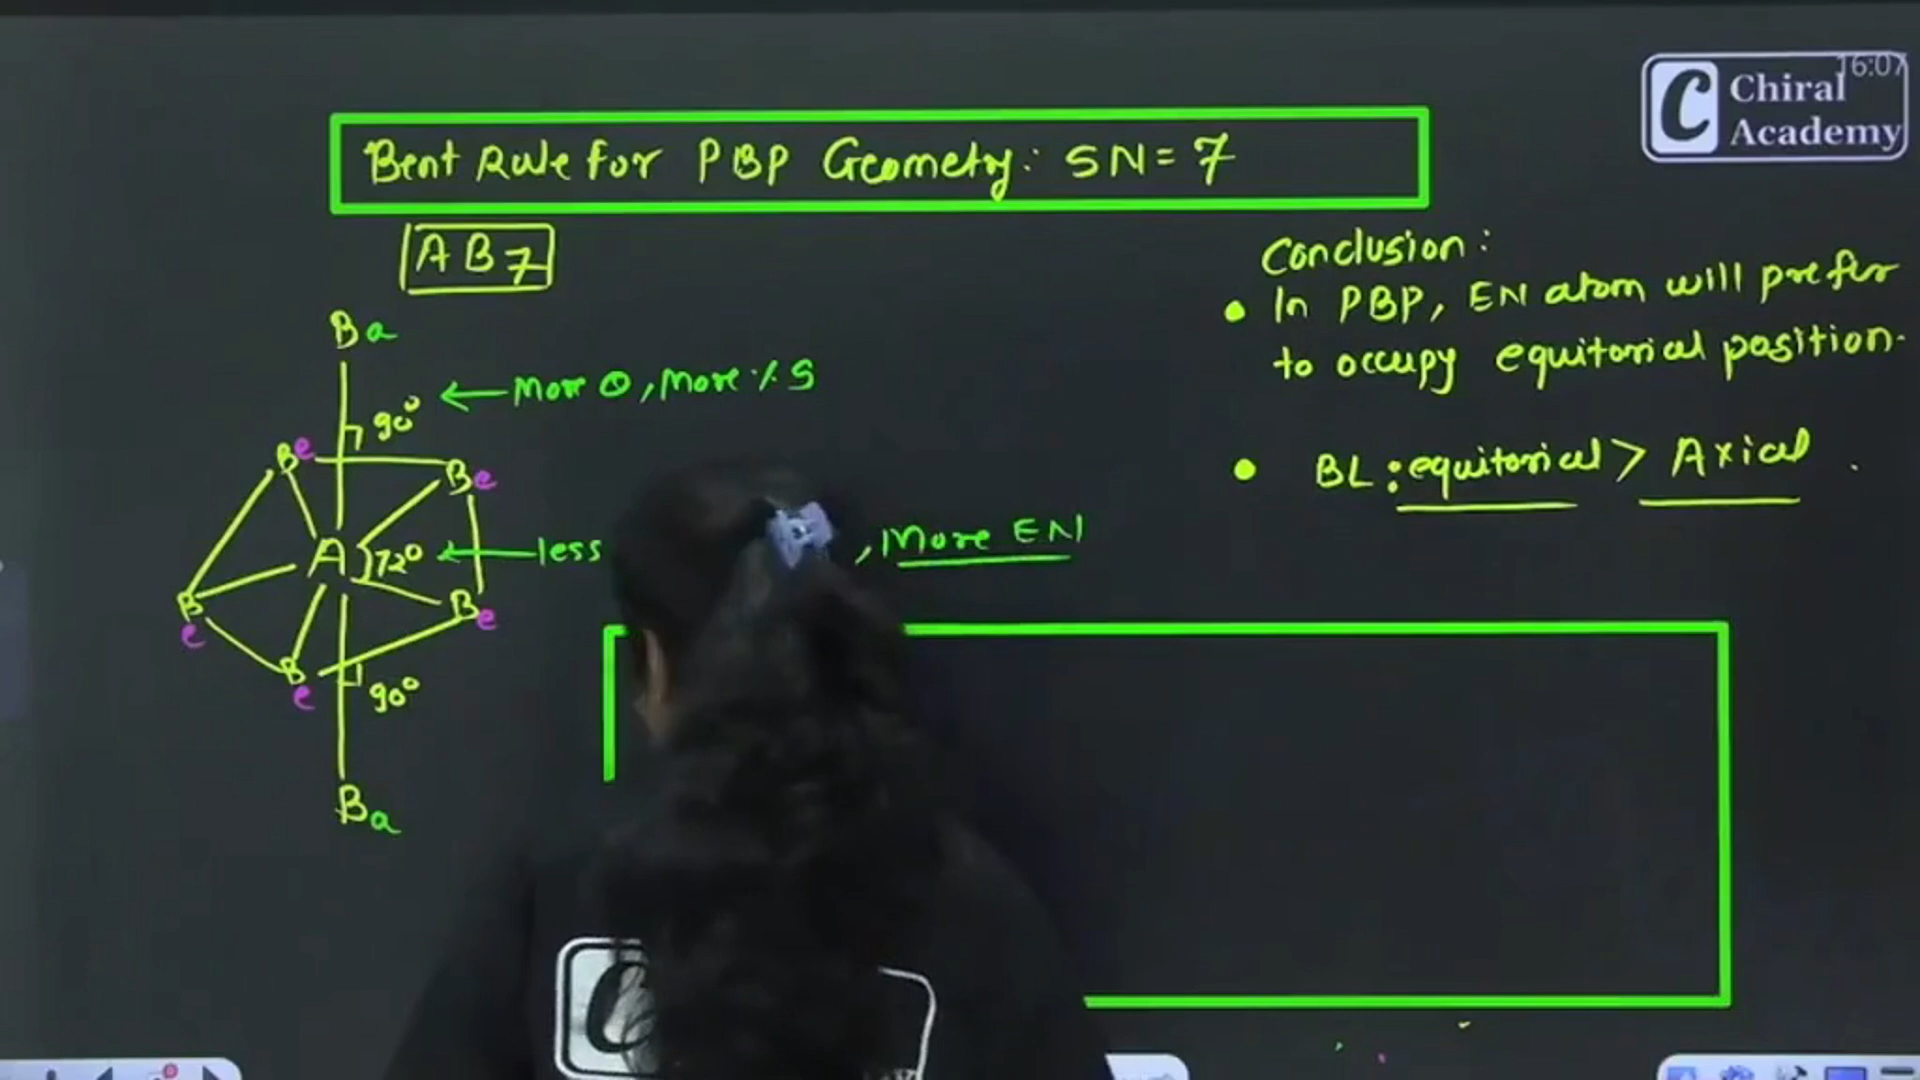 16:07
Chiral
Academy
Bent Rule for PBP Geometry: SN = 7
AB7
Conclusion:
• In PBP, EN atom will prefer
to occupy equitorial position.
• BL: equitorial > Axial.
Ba
90° ← More θ, More % S
Be
Be
A 72° ← less , More EN
Be
Be
Be
90°
Ba
C